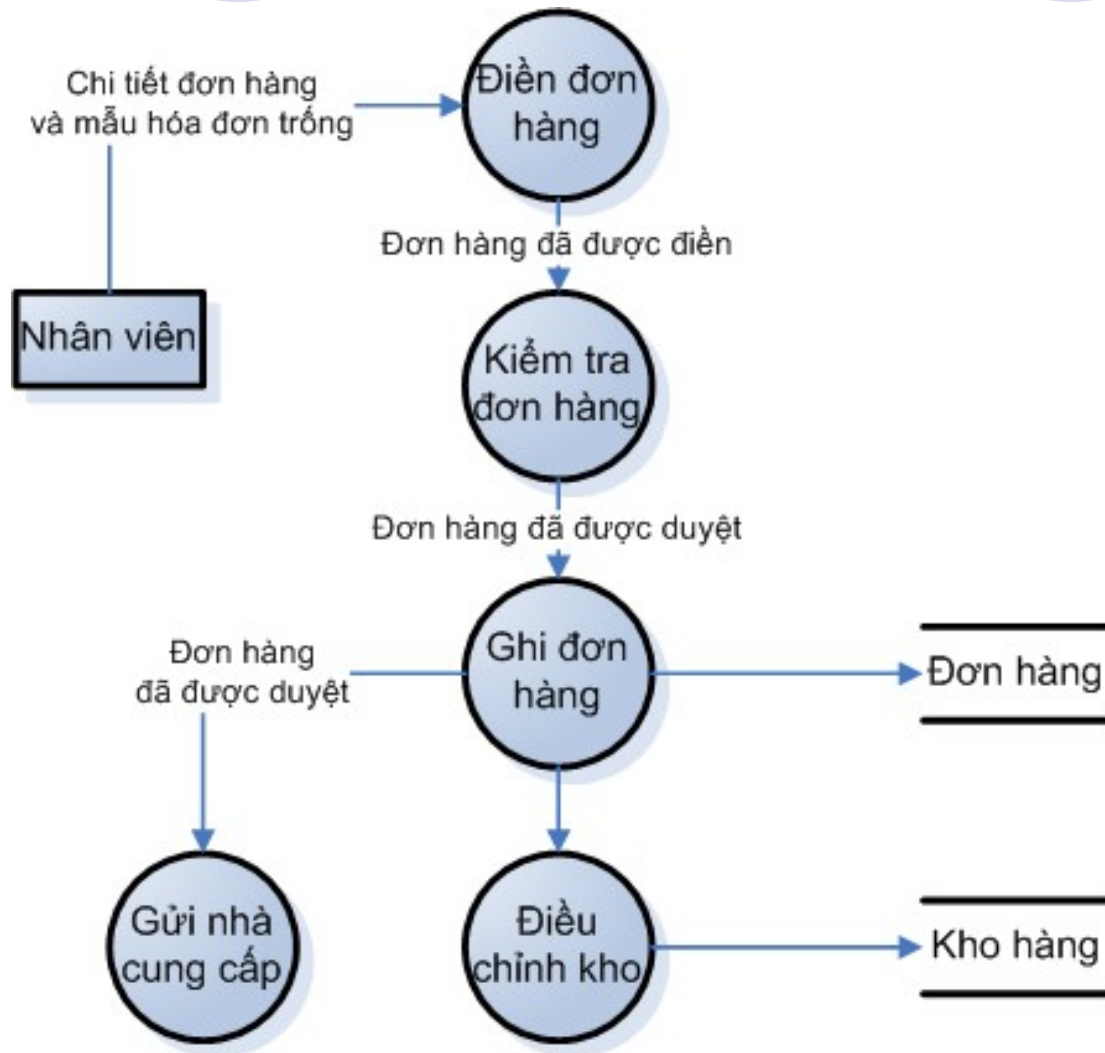 Chi tiết đơn hàng
và mẫu hóa đơn trống
Điền đơn
hàng
Đơn hàng đã được điền
Nhân viên
Kiểm tra
đơn hàng
Đơn hàng đã được duyệt
Đơn hàng
đã được duyệt
Ghi đơn
hàng
Đơn hàng
Gửi nhà
cung cấp
Điều
chỉnh kho
Kho hàng